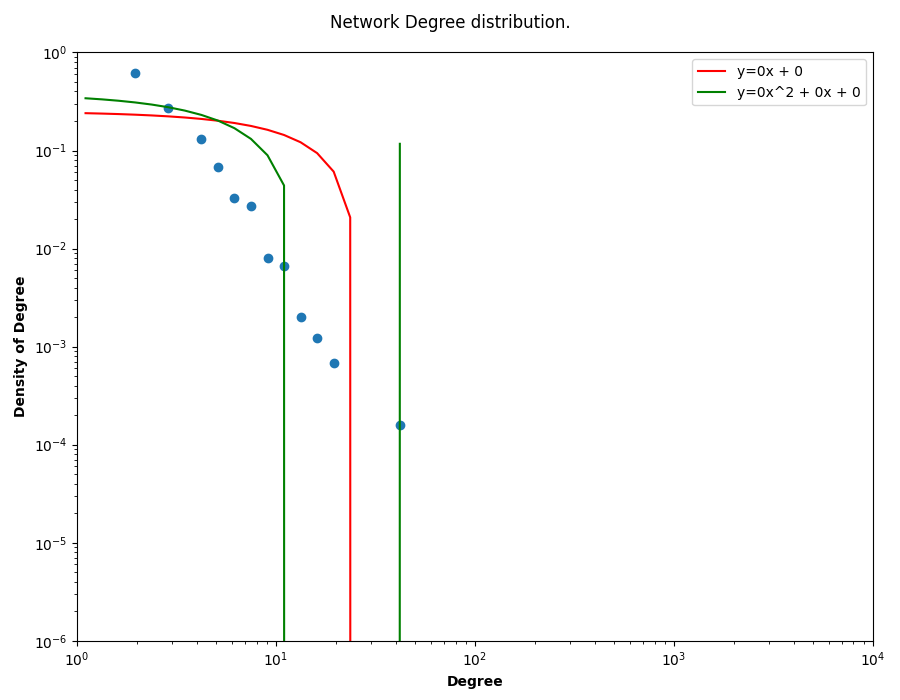 Network Degree distribution.
y=0x + 0
y=0x^2 + 0x + 0
Density of Degree
10^0
10^-1
10^-2
10^-3
10^-4
10^-5
10^-6
10^0 10^1 10^2 10^3 10^4
Degree